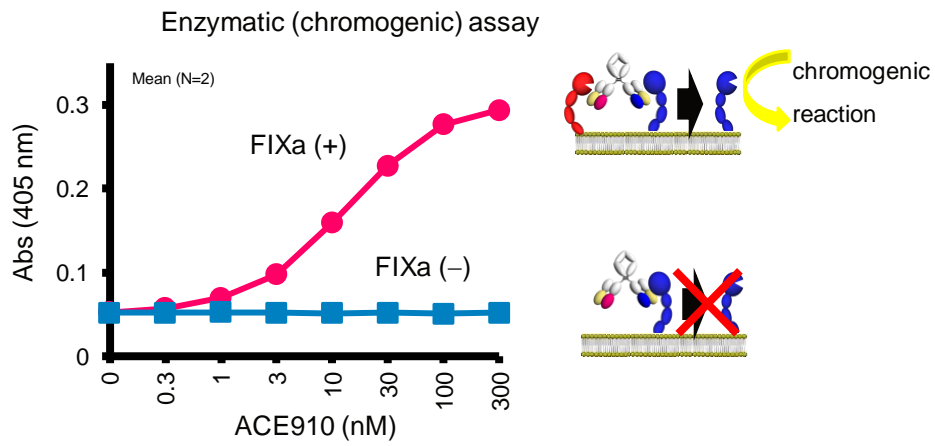 Enzymatic (chromogenic) assay
Mean (N=2)
Abs (405 nm)
0.3
0.2
0.1
0
FIXa (+)
FIXa (−)
0
0.3
1
3
10
30
100
300
ACE910 (nM)
chromogenic
reaction